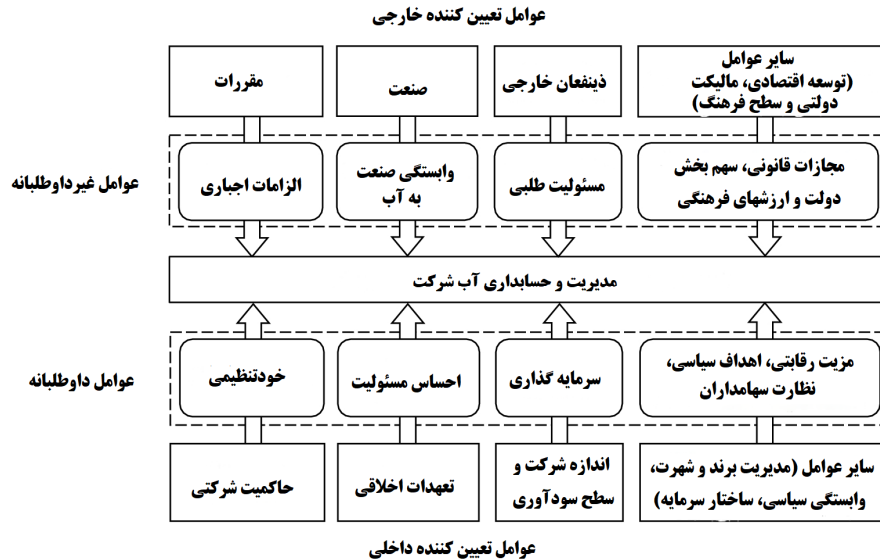 عوامل تعیین کننده خارجی
سایر عوامل
(توسعه اقتصادی، مالیکت
دولتی و سطح فرهنگ)
ذینفعان خارجی
صنعت
مقررات
مجازات قانونی، سهم بخش
دولت و ارزشهای فرهنگی
مسئولیت طلبی
وابستگی صنعت
به آب
الزامات اجباری
عوامل غیرداوطلبانه
مدیریت و حسابداری آب شرکت
مزیت رقابتی، اهداف سیاسی،
نظارت سهامداران
سرمایه گذاری
احساس مسئولیت
خودتنظیمی
عوامل داوطلبانه
سایر عوامل (مدیریت برند و شهرت،
وابستگی سیاسی، ساختار سرمایه)
اندازه شرکت و
سطح سودآوری
تعهدات اخلاقی
حاکمیت شرکتی
عوامل تعیین کننده داخلی